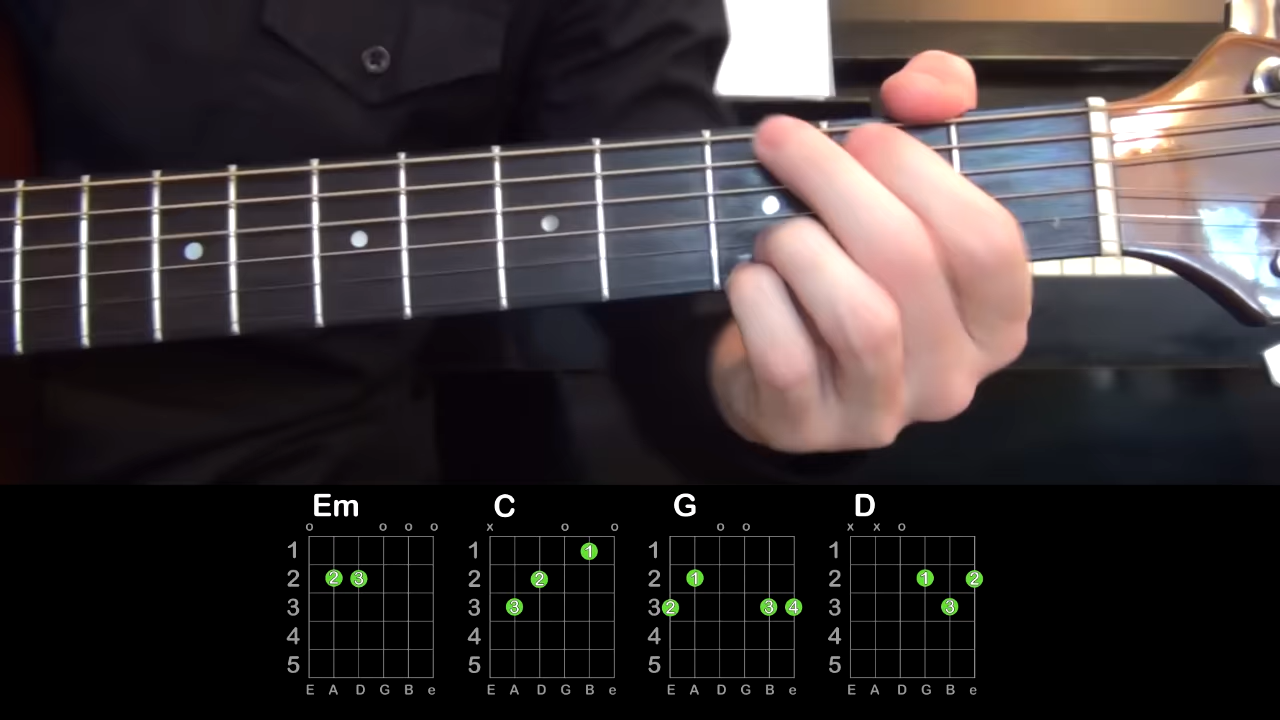 Em C G D
o o o o x o o o o x x o
1 1 1 1 1
2 2 3 2 2 2 1 2 1 2
3 3 3 3 2 3 4 3 3
4 4 4 4
5 5 5 5
E A D G B e E A D G B e E A D G B e E A D G B e